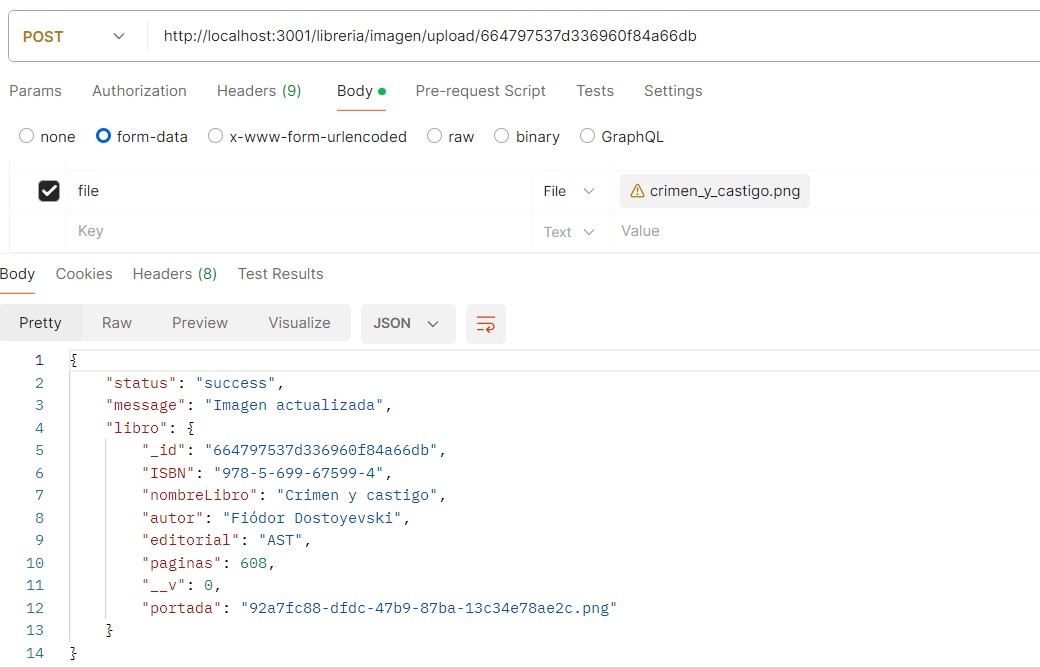 POST http://localhost:3001/libreria/imagen/upload/664797537d336960f84a66db
Params Authorization Headers (9) Body Pre-request Script Tests Settings
none form-data x-www-form-urlencoded raw binary GraphQL
file File crimen_y_castigo.png
Key Text Value
Body Cookies Headers (8) Test Results
Pretty Raw Preview Visualize JSON
1 {
2 "status": "success",
3 "message": "Imagen actualizada",
4 "libro": {
5 "_id": "664797537d336960f84a66db",
6 "ISBN": "978-5-699-67599-4",
7 "nombreLibro": "Crimen y castigo",
8 "autor": "Fiódor Dostoyevski",
9 "editorial": "AST",
10 "paginas": 608,
11 "__v": 0,
12 "portada": "92a7fc88-dfdc-47b9-87ba-13c34e78ae2c.png"
13 }
14 }